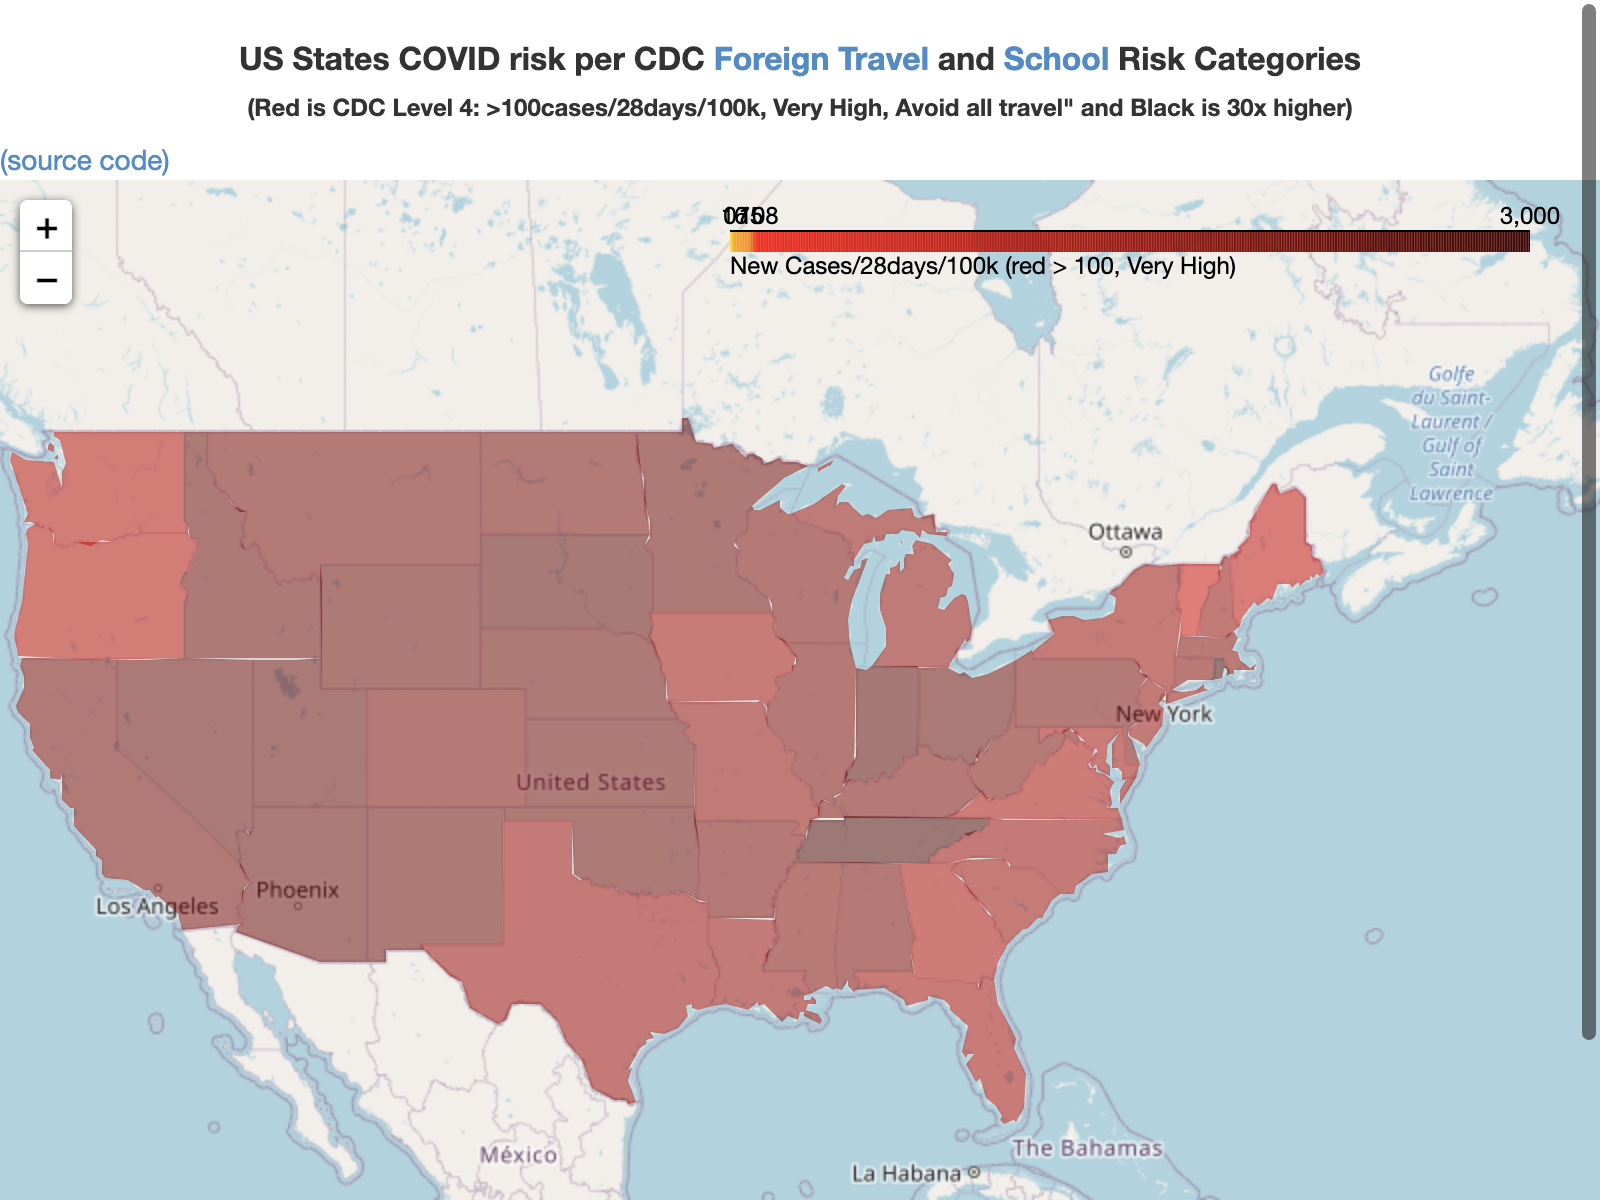 US States COVID risk per CDC Foreign Travel and School Risk Categories
(Red is CDC Level 4: >100cases/28days/100k, Very High, Avoid all travel" and Black is 30x higher)
(source code)
+
−
3,000
New Cases/28days/100k (red > 100, Very High)
Golfe
du Saint-
Laurent /
Gulf of
Saint
Lawrence
Ottawa
New York
United States
Phoenix
Los Angeles
The Bahamas
México
La Habana